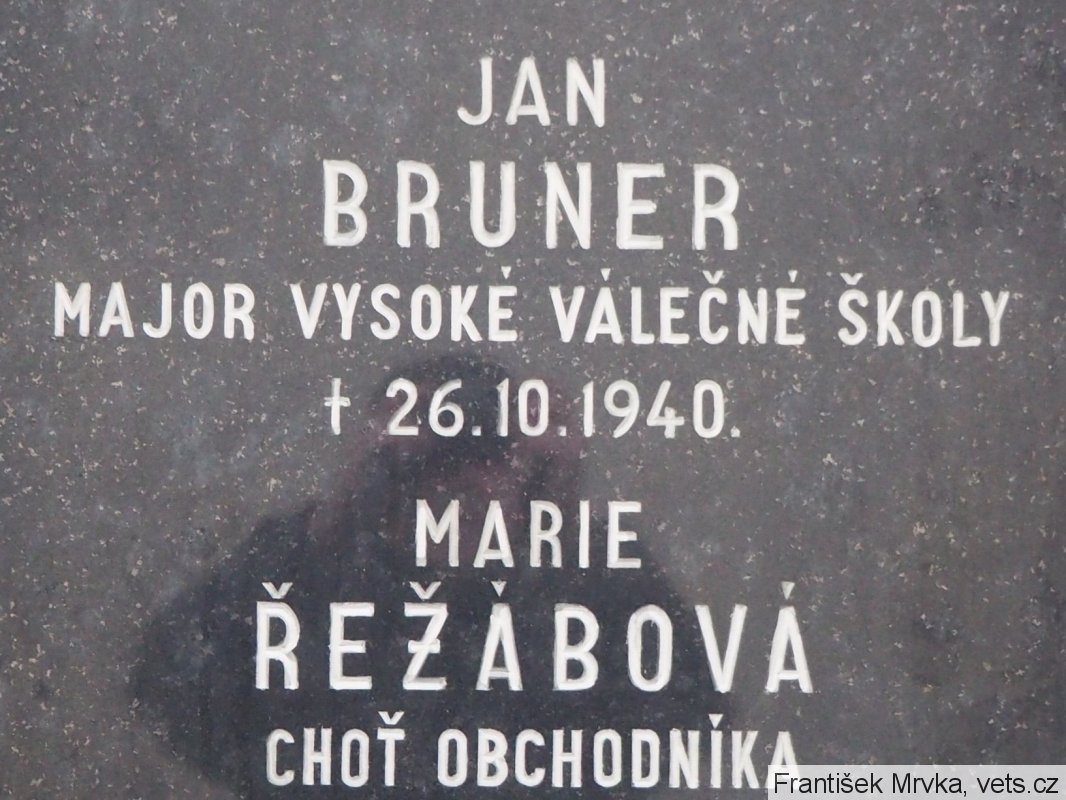 JAN
BRUNER
MAJOR VYSOKÉ VÁLEČNÉ ŠKOLY
† 26.10.1940.
MARIE
ŘEŽÁBOVÁ
CHOŤ OBCHODNÍKA
František Mrvka, vets.cz